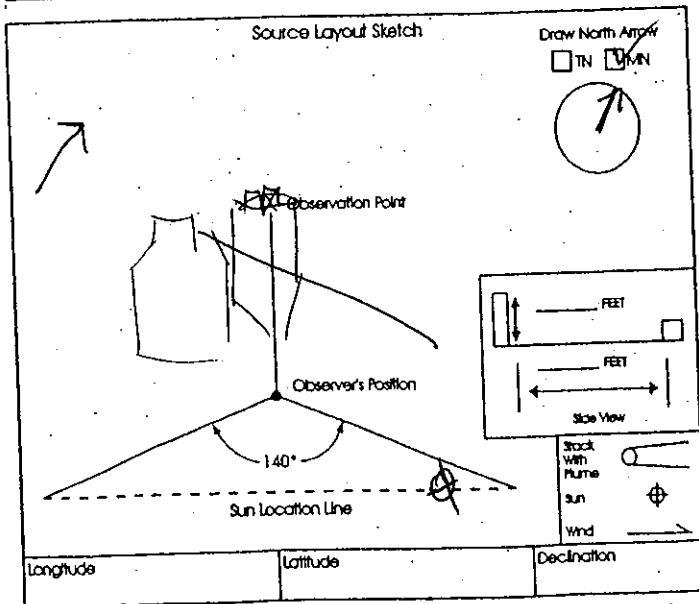 Source Layout Sketch
Draw North Arrow
TN MN
Observation Point
FEET
FEET
Side View
Observer's Position
140°
Sun Location Line
Stack
With
Plume
Sun
Wind
Longitude Latitude Declination